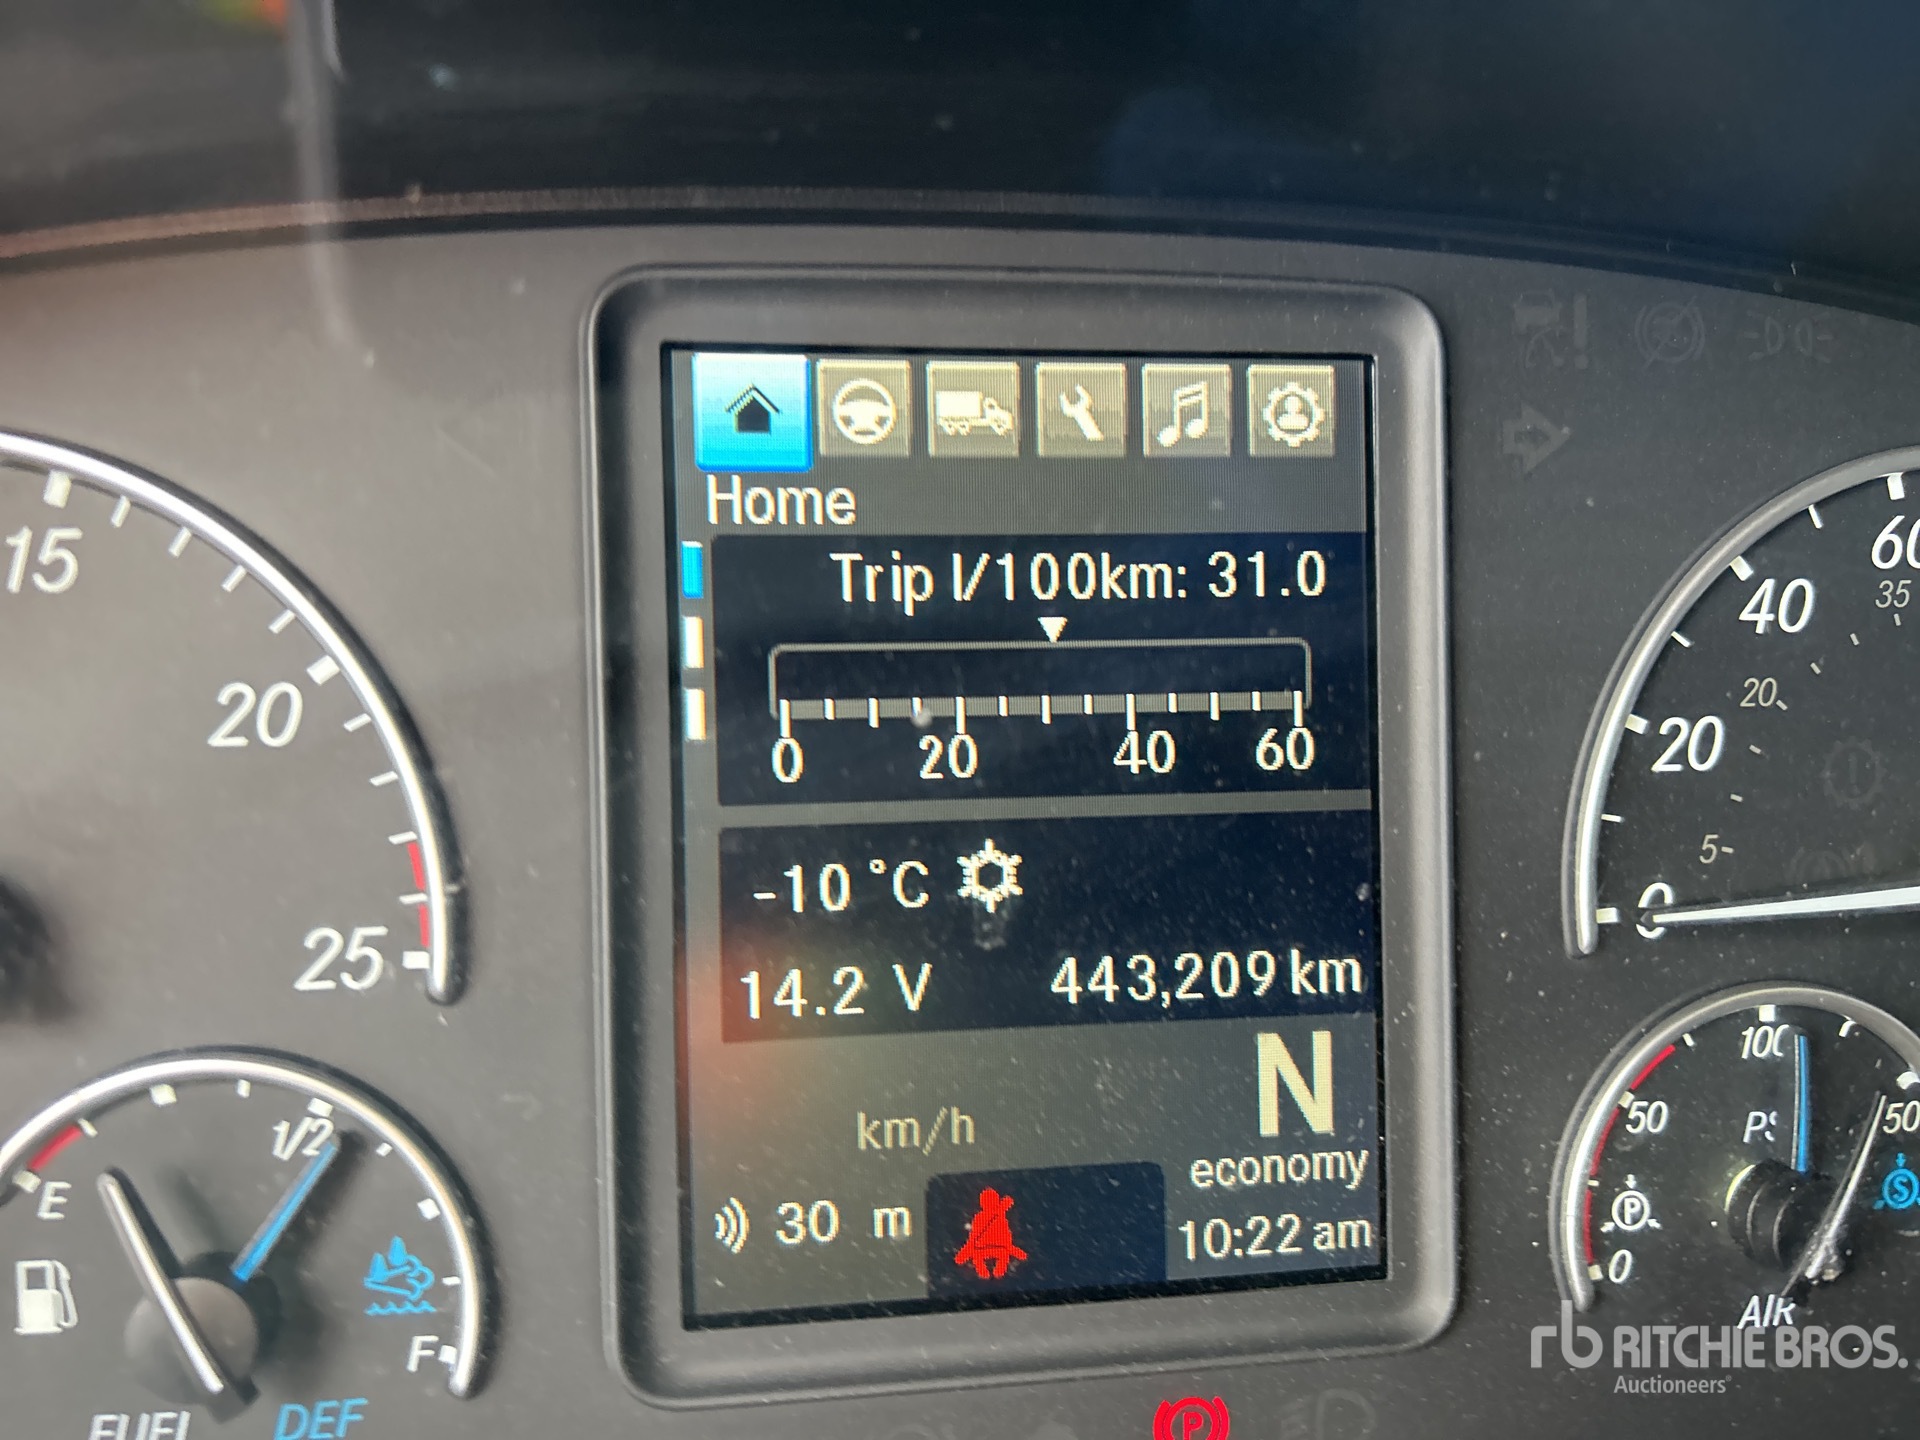 Home
Trip l/100km: 31.0
0 20 40 60
-10 °C
14.2 V 443,209 km
N
km/h
economy
30 m
10:22 am
15
20
25
E
1/2
F
FUEL DEF
60
40
35
20
20
5
0
100
50
50
0
P
S
AIR
P
rb RITCHIE BROS.
Auctioneers